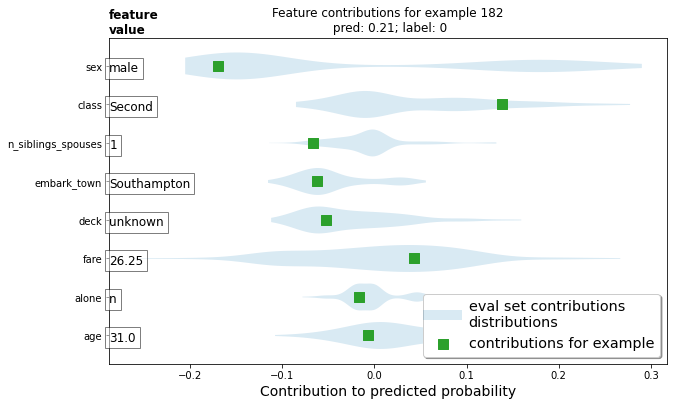 feature
value
Feature contributions for example 182
pred: 0.21; label: 0
sex
male
class
Second
n_siblings_spouses
1
embark_town
Southampton
deck
unknown
fare
26.25
alone
n
age
31.0
eval set contributions
distributions
contributions for example
−0.2
−0.1
0.0
0.1
0.2
0.3
Contribution to predicted probability